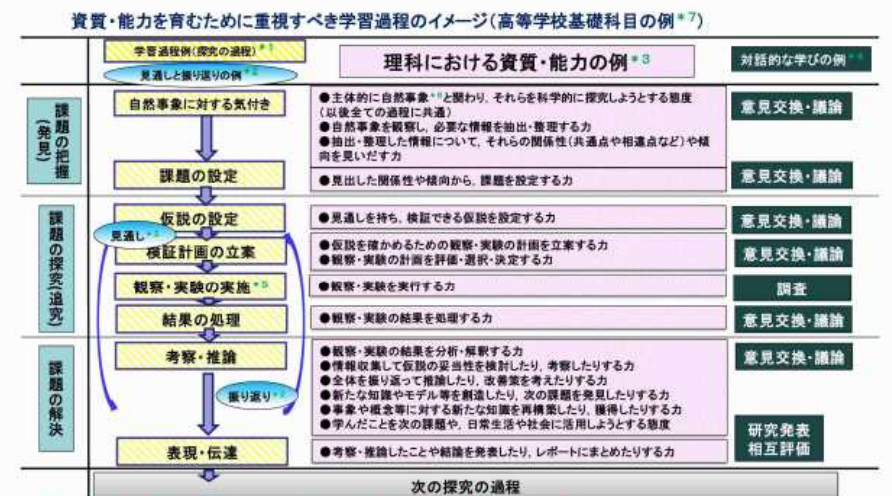 資質・能力を育むために重視すべき学習過程のイメージ(高等学校基礎科目の例*7)
学習過程例(探究の過程)*1
見通しと振り返りの例*2
理科における資質・能力の例*3
対話的な学びの例*4
課題の把握(発見)
自然事象に対する気付き
●主体的に自然事象*6と関わり、それらを科学的に探究しようとする態度
(以後全ての過程に共通)
●自然事象を観察し、必要な情報を抽出・整理する力
●抽出・整理した情報について、それらの関係性(共通点や相違点など)や傾
向を見いだす力
意見交換・議論
課題の設定
●見出した関係性や傾向から、課題を設定する力
意見交換・議論
課題の探究(追究)
仮説の設定
●見通しを持ち、検証できる仮説を設定する力
意見交換・議論
見通し*2
検証計画の立案
●仮説を確かめるための観察・実験の計画を立案する力
●観察・実験の計画を評価・選択・決定する力
意見交換・議論
観察・実験の実施*5
●観察・実験を実行する力
調査
結果の処理
●観察・実験の結果を処理する力
意見交換・議論
課題の解決
考察・推論
●観察・実験の結果を分析・解釈する力
●情報収集して仮説の妥当性を検討したり、考察したりする力
●全体を振り返って推論したり、改善策を考えたりする力
●新たな知識やモデル等を創造したり、次の課題を発見したりする力
●事象や概念等に対する新たな知識を再構築したり、獲得したりする力
●学んだことを次の課題や、日常生活や社会に活用しようとする態度
意見交換・議論
振り返り*2
表現・伝達
●考察・推論したことや結論を発表したり、レポートにまとめたりする力
研究発表
相互評価
次の探究の過程